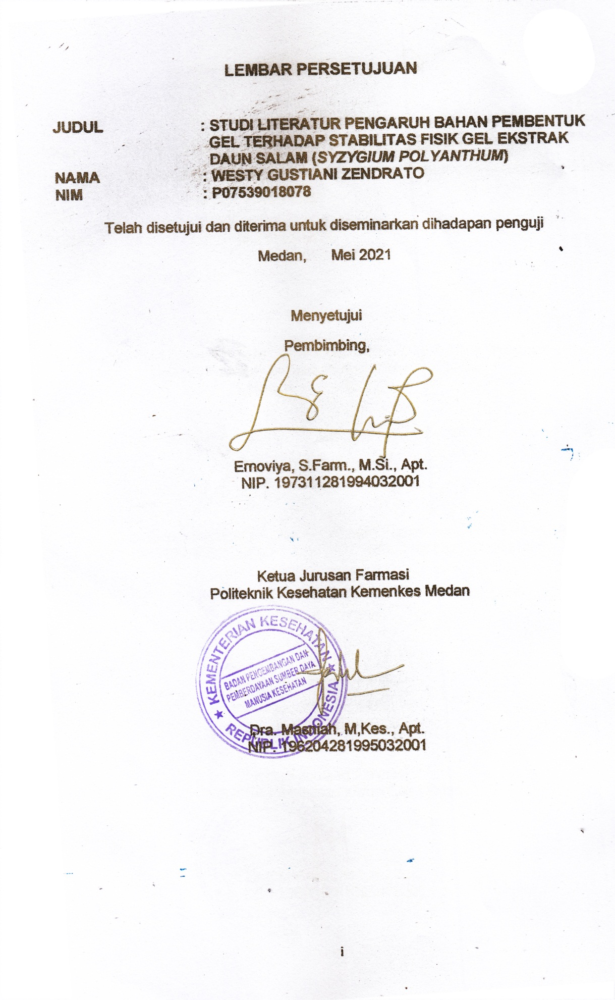 LEMBAR PERSETUJUAN
JUDUL : STUDI LITERATUR PENGARUH BAHAN PEMBENTUK
GEL TERHADAP STABILITAS FISIK GEL EKSTRAK
DAUN SALAM (SYZYGIUM POLYANTHUM)
NAMA : WESTY GUSTIANI ZENDRATO
NIM : P07539018078
Telah disetujui dan diterima untuk diseminarkan dihadapan penguji
Medan, Mei 2021
Menyetujui
Pembimbing,
Ernoviya, S.Farm., M.Si., Apt.
NIP. 197311281994032001
Ketua Jurusan Farmasi
Politeknik Kesehatan Kemenkes Medan
KEMENTERIAN KESEHATAN
BADAN PENGEMBANGAN DAN
PEMBERDAYAAN SUMBER DAYA
MANUSIA KESEHATAN
REPUBLIK INDONESIA
Dra. Masniah, M,Kes., Apt.
NIP. 196204281995032001
i